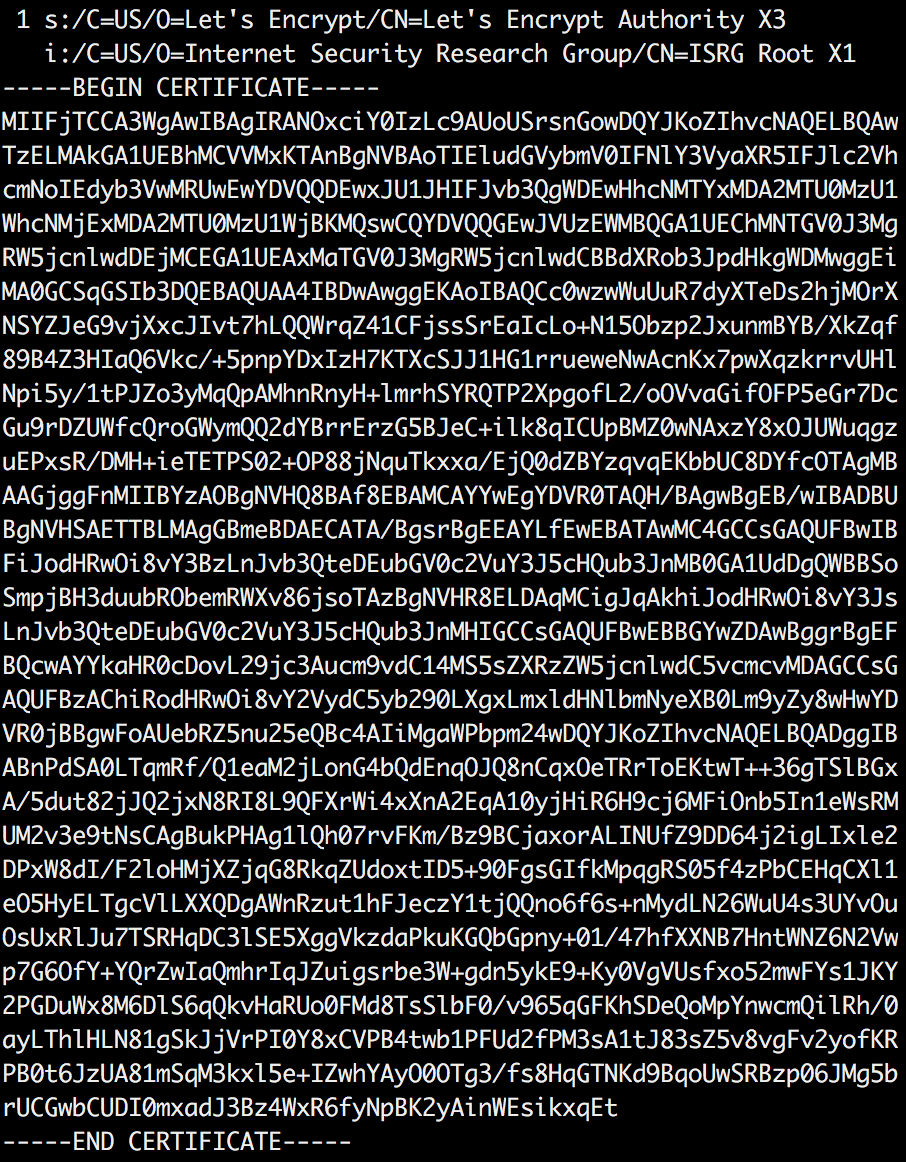 1 s:/C=US/O=Let's Encrypt/CN=Let's Encrypt Authority X3
i:/C=US/O=Internet Security Research Group/CN=ISRG Root X1
-----BEGIN CERTIFICATE-----
MIIFjTCCA3WgAwIBAgIRANOxciY0IzLc9AUoUSrsnGowDQYJKoZIhvcNAQELBQAw
TzELMAkGA1UEBhMCVVMxKTAnBgNVBAoTIEludGVybmV0IFNlY3VyaXR5IFJlc2Vh
cmNoIEdyb3VwMRUwEwYDVQQDEwxJU1JHIFJvb3QgWDEwHhcNMTYxMDA2MTU0MzU1
WhcNMjExMDA2MTU0MzU1WjBKMQswCQYDVQQGEwJVUzEWMBQGA1UEChMNTGV0J3Mg
RW5jcnlwdDEjMCEGA1UEAxMaTGV0J3MgRW5jcnlwdCBBdXRob3JpdHkgWDMwggEi
MA0GCSqGSIb3DQEBAQUAA4IBDwAwggEKAoIBAQCc0wzwWuUuR7dyXTeDs2hjMOrX
NSYZJeG9vjXxcJIvt7hLQQWrqZ41CFjssSrEaIcLo+N15Obzp2JxunmBYB/XkZqf
89B4Z3HIaQ6Vkc/+5pnpYDxIzH7KTXcSJJ1HG1rrueweNwAcnKx7pwXqzkrrvUHl
Npi5y/1tPJZo3yMqQpAMhnRnyH+lmrhSYRQTP2XpgofL2/oOVvaGifOFP5eGr7Dc
Gu9rDZUWfcQroGWymQQ2dYBrrErzG5BJeC+ilk8qICUpBMZ0wNAxzY8xOJUWuqgz
uEPxsR/DMH+ieTETPS02+OP88jNquTkxxa/EjQ0dZBYzqvqEKbbUC8DYfcOTAgMB
AAGjggFnMIIBYzAOBgNVHQ8BAf8EBAMCAYYwEgYDVR0TAQH/BAgwBgEB/wIBADBU
BgNVHSAETTBLMAgGBmeBDAECATA/BgsrBgEEAYLfEwEBATAwMC4GCCsGAQUFBwIB
FiJodHRwOi8vY3BzLnJvb3QteDEubGV0c2VuY3J5cHQub3JnMB0GA1UdDgQWBBSo
SmpjBH3duubRObemRWXv86jsoTAzBgNVHR8ELDAqMCigJqAkhiJodHRwOi8vY3Js
LnJvb3QteDEubGV0c2VuY3J5cHQub3JnMHIGCCsGAQUFBwEBBGYwZDAwBggrBgEF
BQcwAYYkaHR0cDovL29jc3Aucm9vdC14MS5sZXRzZW5jcnlwdC5vcmcvMDAGCCsG
AQUFBzAChiRodHRwOi8vY2VydC5yb290LXgxLmxldHNlbmNyeXB0Lm9yZy8wHwYD
VR0jBBgwFoAUebRZ5nu25eQBc4AIiMgaWPbpm24wDQYJKoZIhvcNAQELBQADggIB
ABnPdSA0LTqmRf/Q1eaM2jLonG4bQdEnqOJQ8nCqxOeTRrToEKtwT++36gTSlBGx
A/5dut82jJQ2jxN8RI8L9QFXrWi4xXnA2EqA10yjHiR6H9cj6MFiOnb5In1eWsRM
UM2v3e9tNsCAgBukPHAg1lQh07rvFKm/Bz9BCjaxorALINUfZ9DD64j2igLIxle2
DPxW8dI/F2loHMjXZjqG8RkqZUdoxtID5+90FgsGIfkMpqgRS05f4zPbCEHqCXl1
eO5HyELTgcVlLXXQDgAWnRzut1hFJeczY1tjQQno6f6s+nMydLN26WuU4s3UYvOu
OsUxRlJu7TSRHqDC3lSE5XggVkzdaPkuKGQbGpny+01/47hfXXNB7HntWNZ6N2Vw
p7G6OfY+YQrZwIaQmhrIqJZuigsrbe3W+gdn5ykE9+Ky0VgVUsfxo52mwFYs1JKY
2PGDuWx8M6DlS6qQkvHaRUo0FMd8TsSlbF0/v965qGFKhSDeQoMpYnwcmQilRh/0
ayLThlHLN81gSkJjVrPI0Y8xCVPB4twb1PFUd2fPM3sA1tJ83sZ5v8vgFv2yofKR
PB0t6JzUA81mSqM3kxl5e+IZwhYAyO0OTg3/fs8HqGTNKd9BqoUwSRBzp06JMg5b
rUCGwbCUDI0mxadJ3Bz4WxR6fyNpBK2yAinWEsikxqEt
-----END CERTIFICATE-----